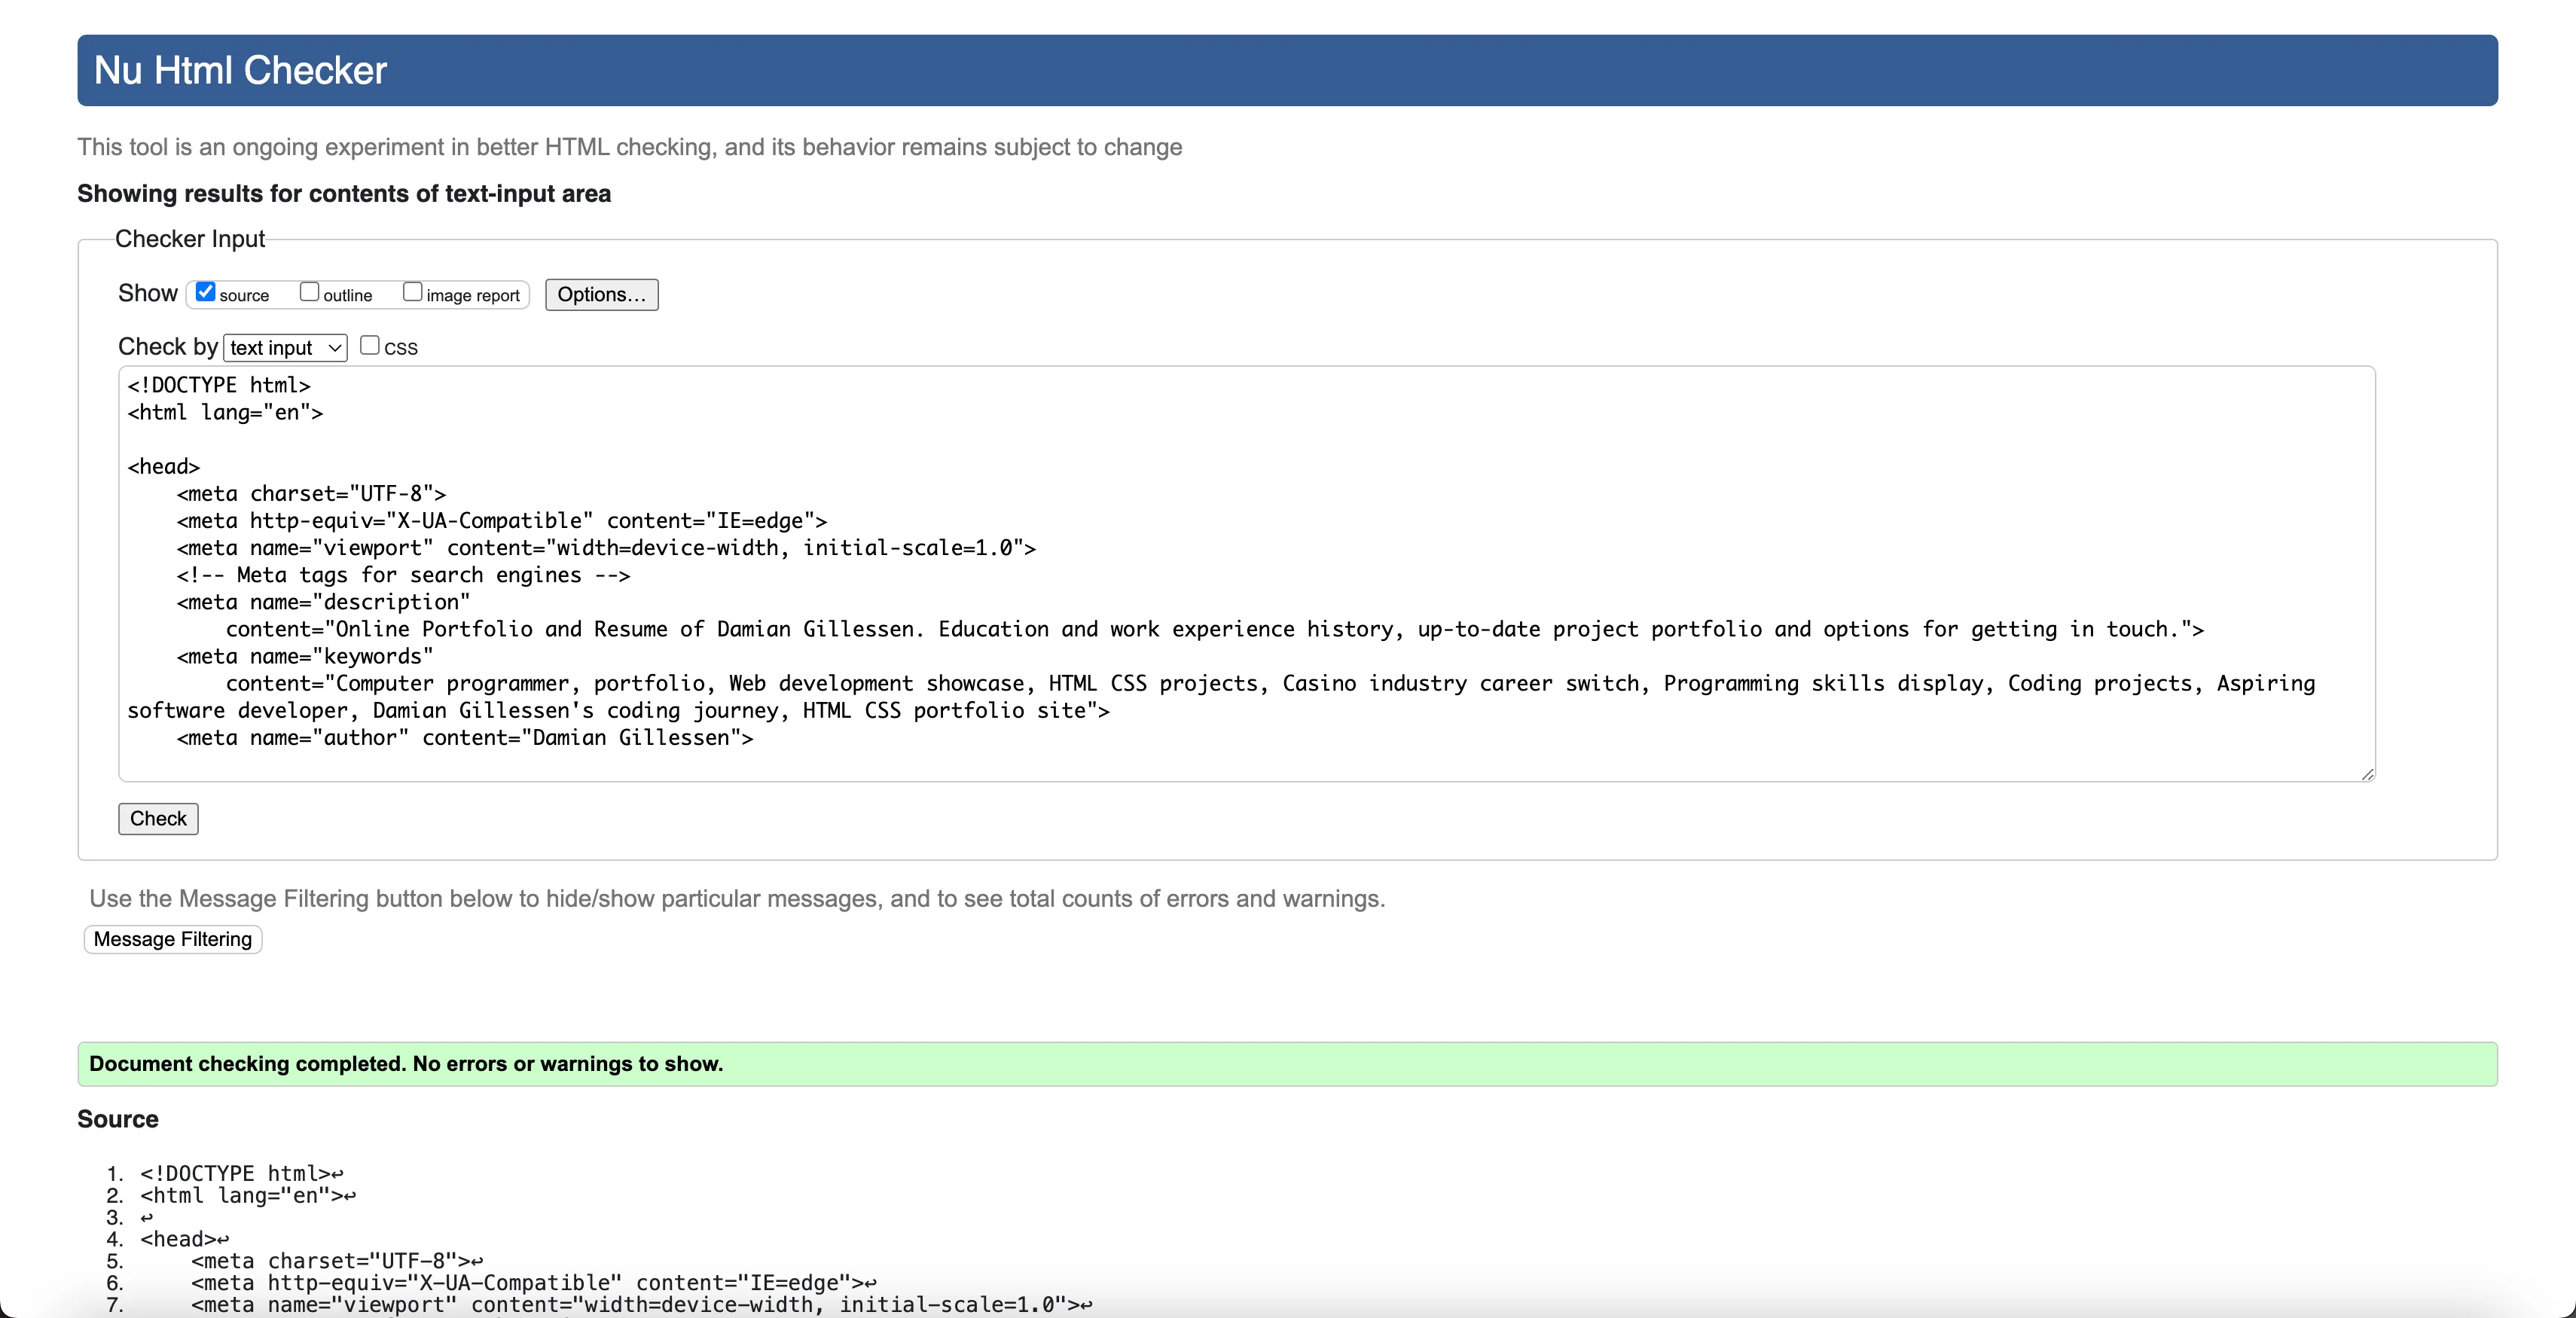 Nu Html Checker
This tool is an ongoing experiment in better HTML checking, and its behavior remains subject to change
Showing results for contents of text-input area
Checker Input
Show source outline image report Options...
Check by text input CSS
<!DOCTYPE html>
<html lang="en">
<head>
    <meta charset="UTF-8">
    <meta http-equiv="X-UA-Compatible" content="IE=edge">
    <meta name="viewport" content="width=device-width, initial-scale=1.0">
    <!-- Meta tags for search engines -->
    <meta name="description"
        content="Online Portfolio and Resume of Damian Gillessen. Education and work experience history, up-to-date project portfolio and options for getting in touch.">
    <meta name="keywords"
        content="Computer programmer, portfolio, Web development showcase, HTML CSS projects, Casino industry career switch, Programming skills display, Coding projects, Aspiring
software developer, Damian Gillessen's coding journey, HTML CSS portfolio site">
    <meta name="author" content="Damian Gillessen">
Check
Use the Message Filtering button below to hide/show particular messages, and to see total counts of errors and warnings.
Message Filtering
Document checking completed. No errors or warnings to show.
Source
1. <!DOCTYPE html>↩
2. <html lang="en">↩
3. ↩
4. <head>↩
5.     <meta charset="UTF-8">↩
6.     <meta http-equiv="X-UA-Compatible" content="IE=edge">↩
7.     <meta name="viewport" content="width=device-width, initial-scale=1.0">↩